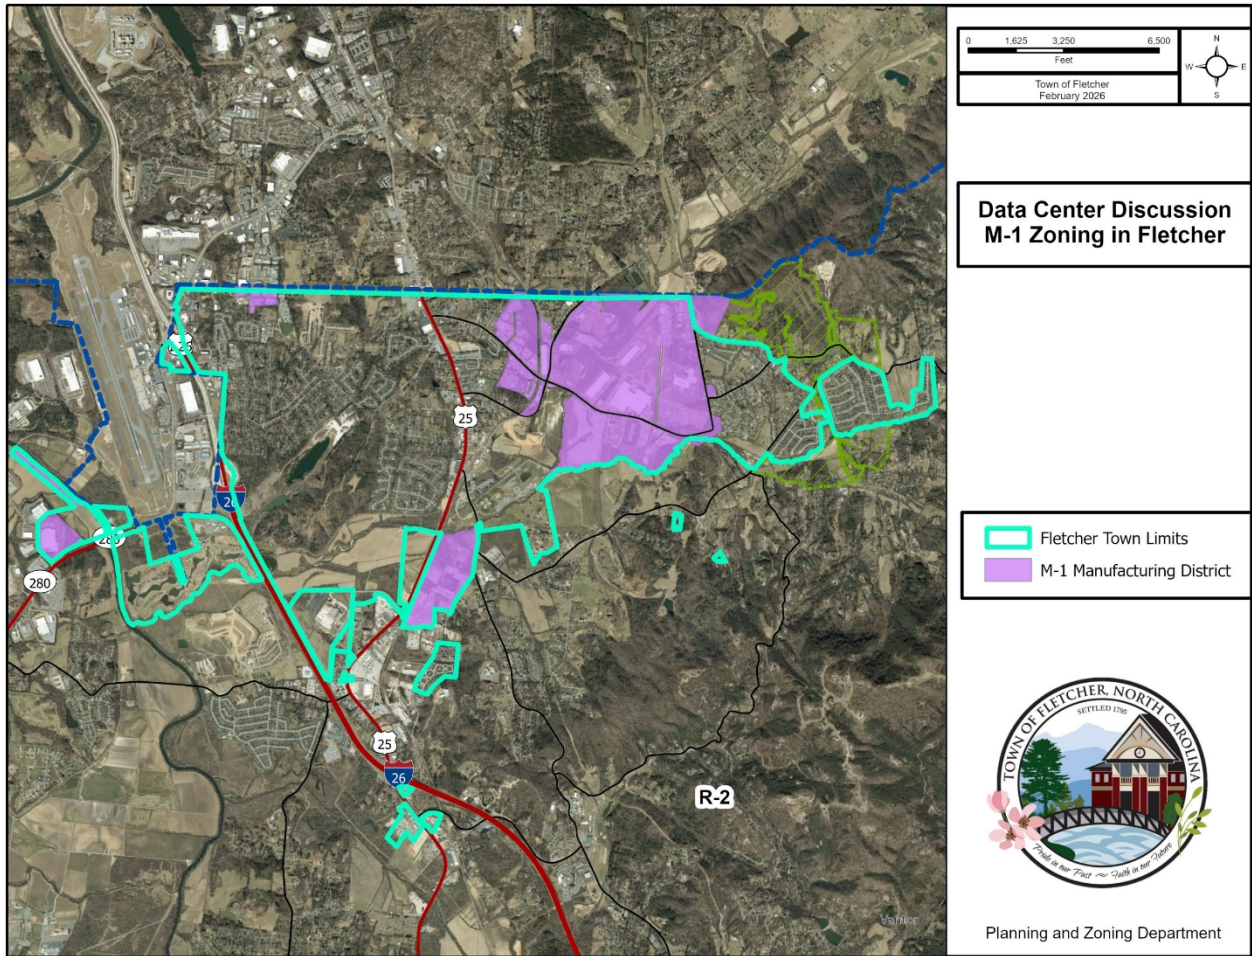 0 1,625 3,250 6,500
Feet
N
W E
S
Town of Fletcher
February 2026
Data Center Discussion
M-1 Zoning in Fletcher
25
26
280
280
Fletcher Town Limits
M-1 Manufacturing District
25
26
R-2
TOWN OF FLETCHER, NORTH CAROLINA
SETTLED 1795
Pride in our Past ~ Faith in our Future
Vantor
Planning and Zoning Department